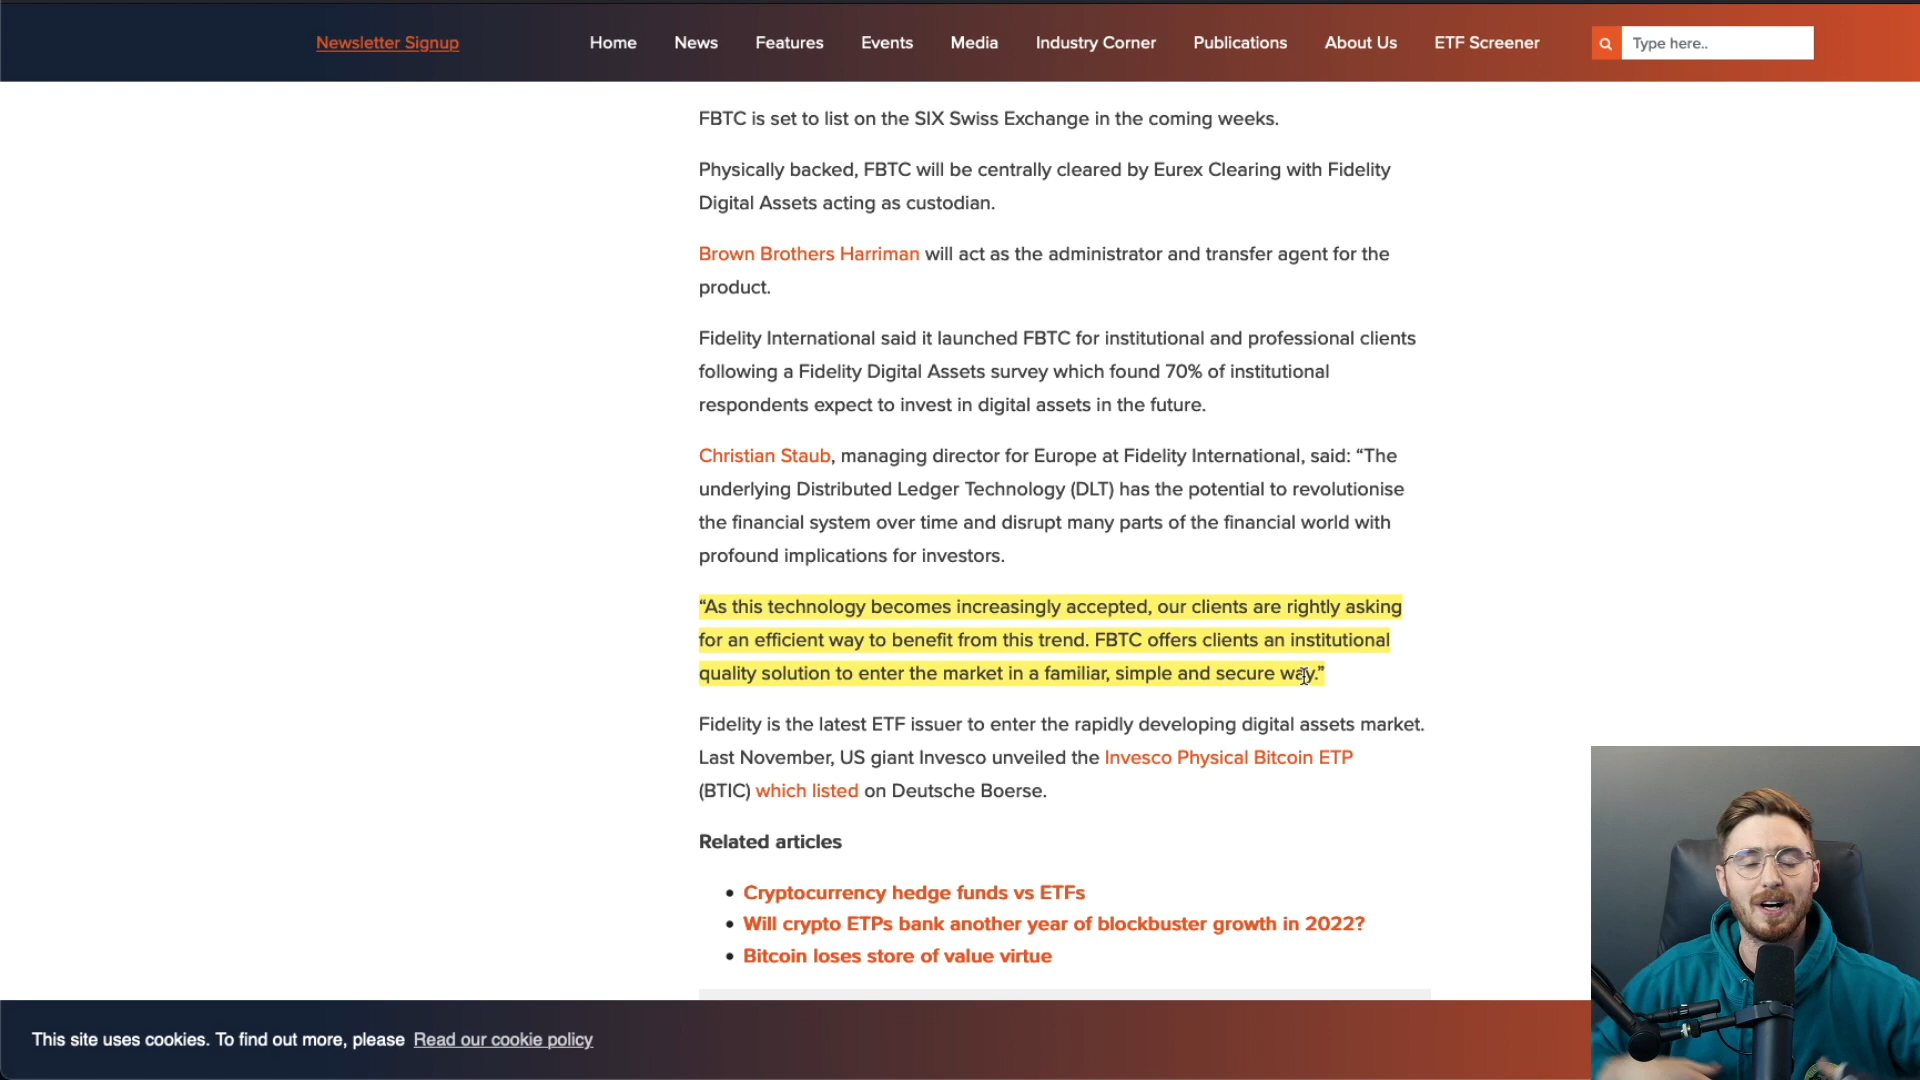 Newsletter Signup
Home
News
Features
Events
Media
Industry Corner
Publications
About Us
ETF Screener
Type here..
FBTC is set to list on the SIX Swiss Exchange in the coming weeks.
Physically backed, FBTC will be centrally cleared by Eurex Clearing with Fidelity
Digital Assets acting as custodian.
Brown Brothers Harriman will act as the administrator and transfer agent for the
product.
Fidelity International said it launched FBTC for institutional and professional clients
following a Fidelity Digital Assets survey which found 70% of institutional
respondents expect to invest in digital assets in the future.
Christian Staub, managing director for Europe at Fidelity International, said: “The
underlying Distributed Ledger Technology (DLT) has the potential to revolutionise
the financial system over time and disrupt many parts of the financial world with
profound implications for investors.
“As this technology becomes increasingly accepted, our clients are rightly asking
for an efficient way to benefit from this trend. FBTC offers clients an institutional
quality solution to enter the market in a familiar, simple and secure way.”
Fidelity is the latest ETF issuer to enter the rapidly developing digital assets market.
Last November, US giant Invesco unveiled the Invesco Physical Bitcoin ETP
(BTIC) which listed on Deutsche Boerse.
Related articles
• Cryptocurrency hedge funds vs ETFs
• Will crypto ETPs bank another year of blockbuster growth in 2022?
• Bitcoin loses store of value virtue
This site uses cookies. To find out more, please Read our cookie policy